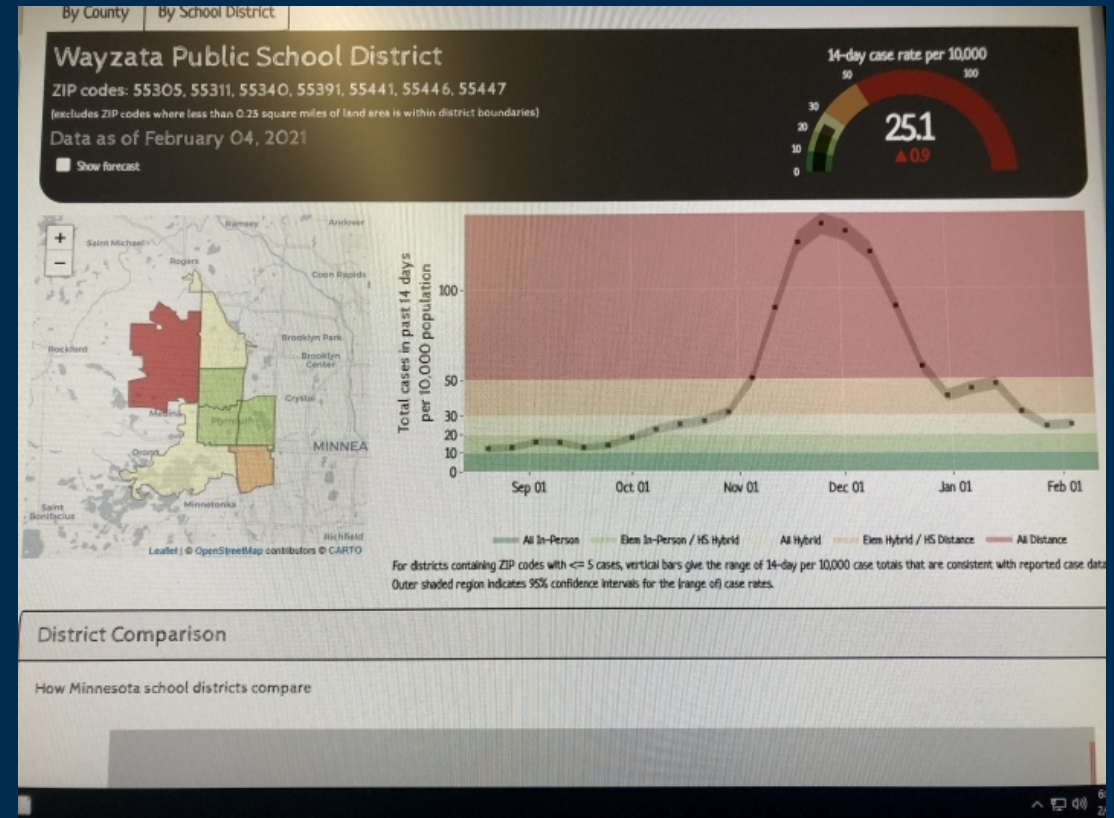 By County By School District
Wayzata Public School District
ZIP codes: 55305, 55311, 55340, 55391, 55441, 55446, 55447
(excludes ZIP codes where less than 0.25 square miles of land area is within district boundaries)
Data as of February 04, 2021
Show forecast
14-day case rate per 10,000
50 100
30
20
10
0
25.1
▲0.9
+
−
Ramsey
Andover
Saint Michael
Rogers
Coon Rapids
Brooklyn Park
Rockford
Brooklyn
Center
Crystal
Medina
Plymouth
MINNEA
Orono
Minnetonka
Saint
Bonifacius
Richfield
Leaflet | © OpenStreetMap contributors © CARTO
Total cases in past 14 days
per 10,000 population
100
50
30
20
10
0
Sep 01 Oct 01 Nov 01 Dec 01 Jan 01 Feb 01
All In-Person Elem In-Person / HS Hybrid All Hybrid Elem Hybrid / HS Distance All Distance
For districts containing ZIP codes with <= 5 cases, vertical bars give the range of 14-day per 10,000 case totals that are consistent with reported case data
Outer shaded region indicates 95% confidence intervals for the (range of) case rates.
District Comparison
How Minnesota school districts compare